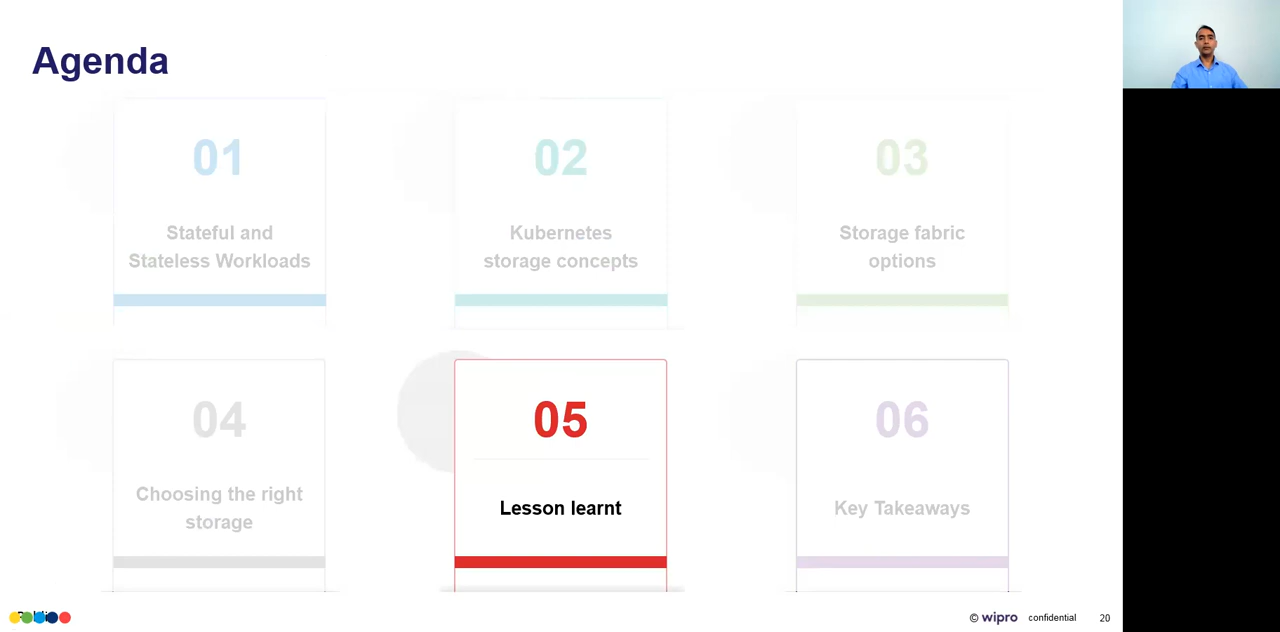 Agenda
01
Stateful and
Stateless Workloads
02
Kubernetes
storage concepts
03
Storage fabric
options
04
Choosing the right
storage
05
Lesson learnt
06
Key Takeaways
© wipro confidential 20